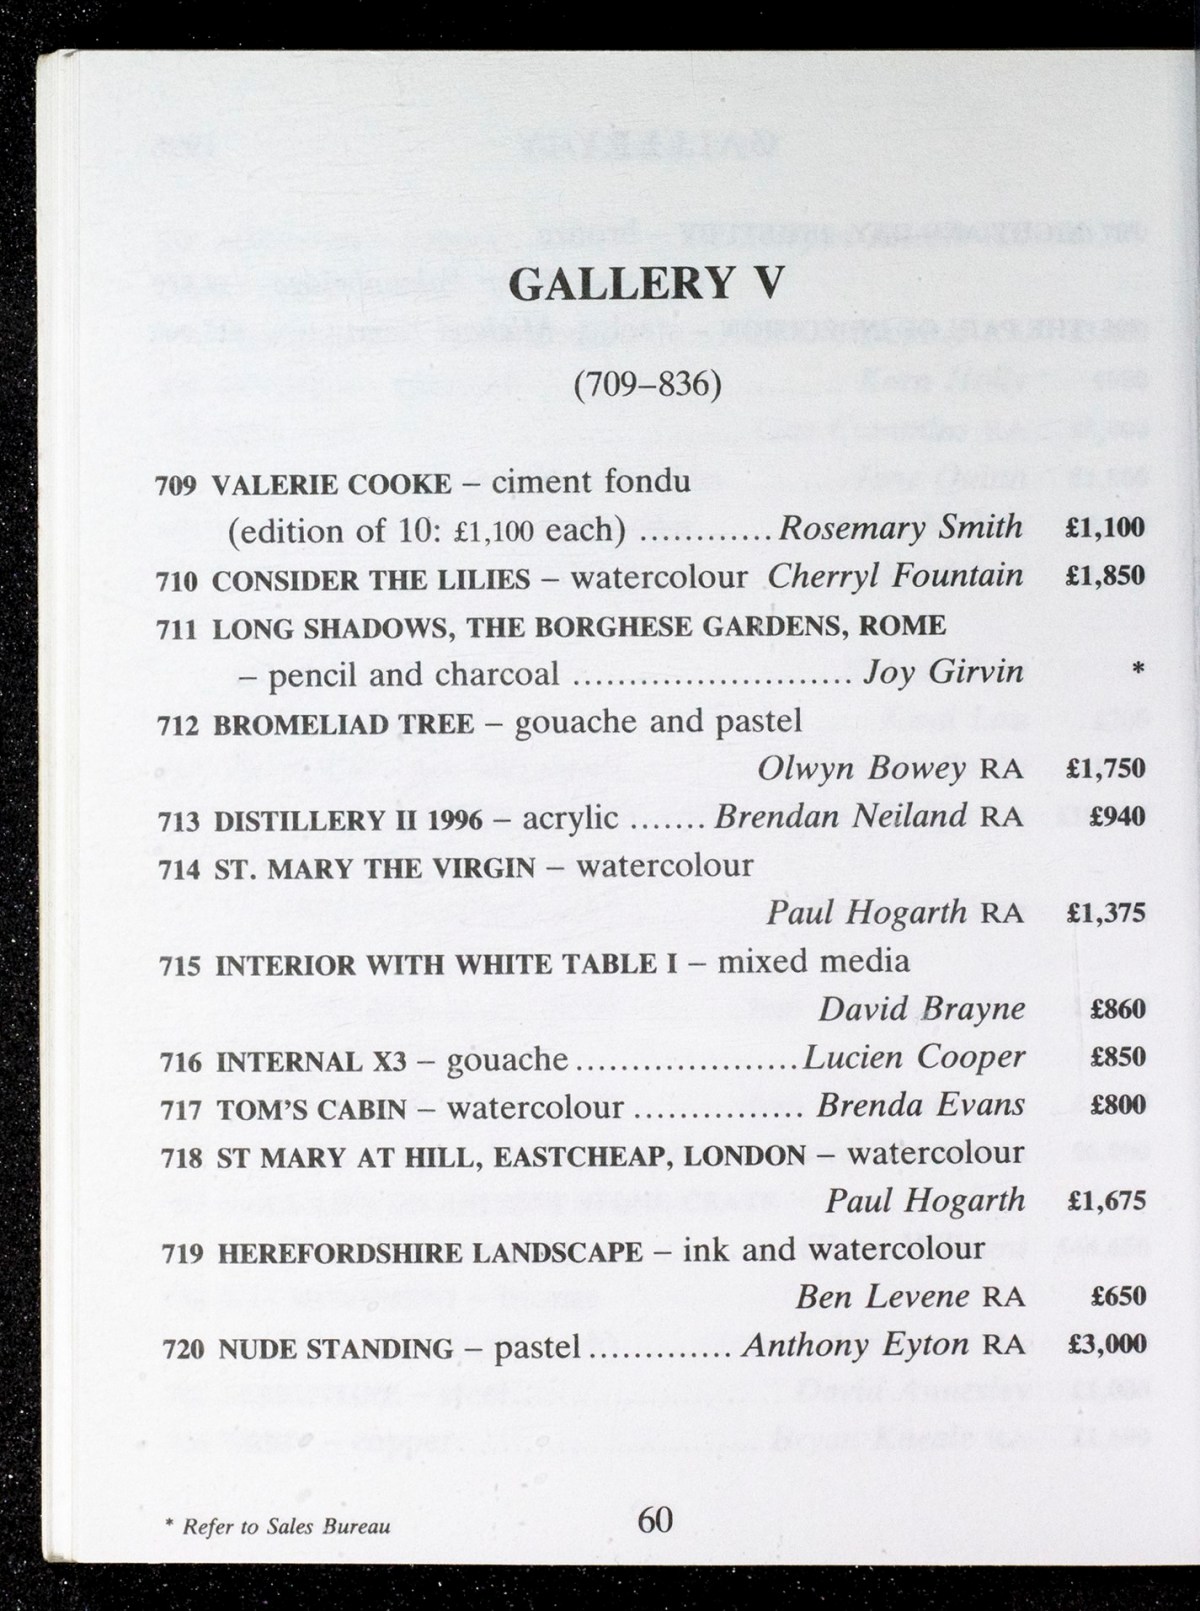 GALLERY V
(709–836)
709 VALERIE COOKE – ciment fondu
(edition of 10: £1,100 each) ............ Rosemary Smith £1,100
710 CONSIDER THE LILIES – watercolour Cherryl Fountain £1,850
711 LONG SHADOWS, THE BORGHESE GARDENS, ROME
– pencil and charcoal ......................... Joy Girvin *
712 BROMELIAD TREE – gouache and pastel
Olwyn Bowey RA £1,750
713 DISTILLERY II 1996 – acrylic ....... Brendan Neiland RA £940
714 ST. MARY THE VIRGIN – watercolour
Paul Hogarth RA £1,375
715 INTERIOR WITH WHITE TABLE I – mixed media
David Brayne £860
716 INTERNAL X3 – gouache .................... Lucien Cooper £850
717 TOM'S CABIN – watercolour ............... Brenda Evans £800
718 ST MARY AT HILL, EASTCHEAP, LONDON – watercolour
Paul Hogarth £1,675
719 HEREFORDSHIRE LANDSCAPE – ink and watercolour
Ben Levene RA £650
720 NUDE STANDING – pastel ............. Anthony Eyton RA £3,000
* Refer to Sales Bureau 60